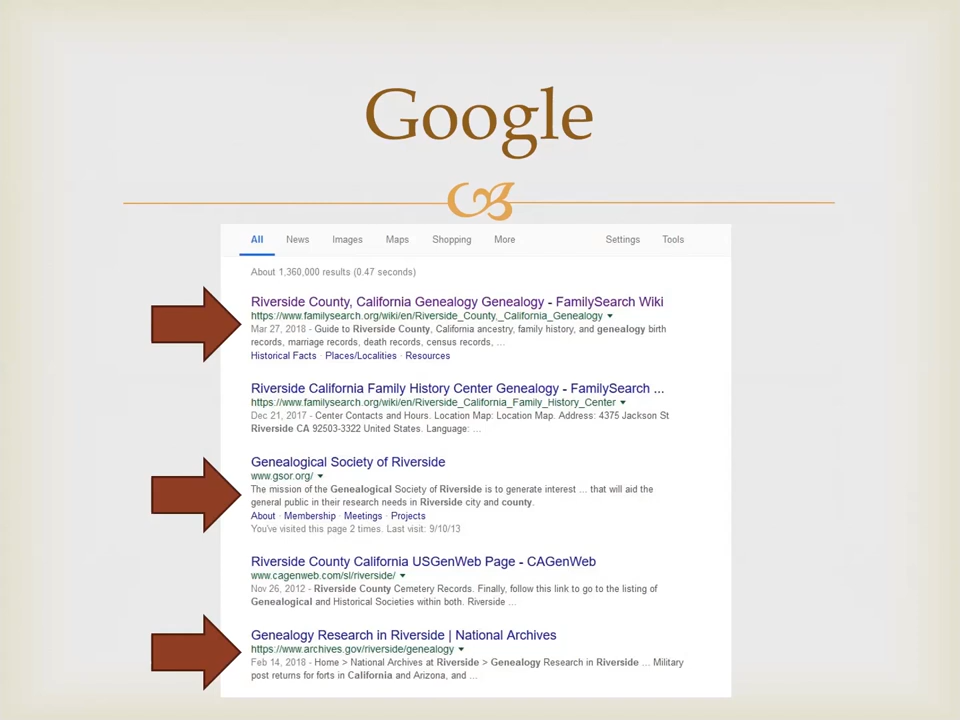 Google
All News Images Maps Shopping More Settings Tools
About 1,360,000 results (0.47 seconds)
Riverside County, California Genealogy Genealogy - FamilySearch Wiki
https://www.familysearch.org/wiki/en/Riverside_County,_California_Genealogy
Mar 27, 2018 - Guide to Riverside County, California ancestry, family history, and genealogy birth
records, marriage records, death records, census records, ...
Historical Facts · Places/Localities · Resources
Riverside California Family History Center Genealogy - FamilySearch ...
https://www.familysearch.org/wiki/en/Riverside_California_Family_History_Center
Dec 21, 2017 - Center Contacts and Hours. Location Map: Location Map. Address: 4375 Jackson St
Riverside CA 92503-3322 United States. Language: ...
Genealogical Society of Riverside
www.gsor.org/
The mission of the Genealogical Society of Riverside is to generate interest ... that will aid the
general public in their research needs in Riverside city and county.
About · Membership · Meetings · Projects
You've visited this page 2 times. Last visit: 9/10/13
Riverside County California USGenWeb Page - CAGenWeb
www.cagenweb.com/sl/riverside/
Nov 26, 2012 - Riverside County Cemetery Records. Finally, follow this link to go to the listing of
Genealogical and Historical Societies within both. Riverside ...
Genealogy Research in Riverside | National Archives
https://www.archives.gov/riverside/genealogy
Feb 14, 2018 - Home > National Archives at Riverside > Genealogy Research in Riverside ... Military
post returns for forts in California and Arizona, and ...